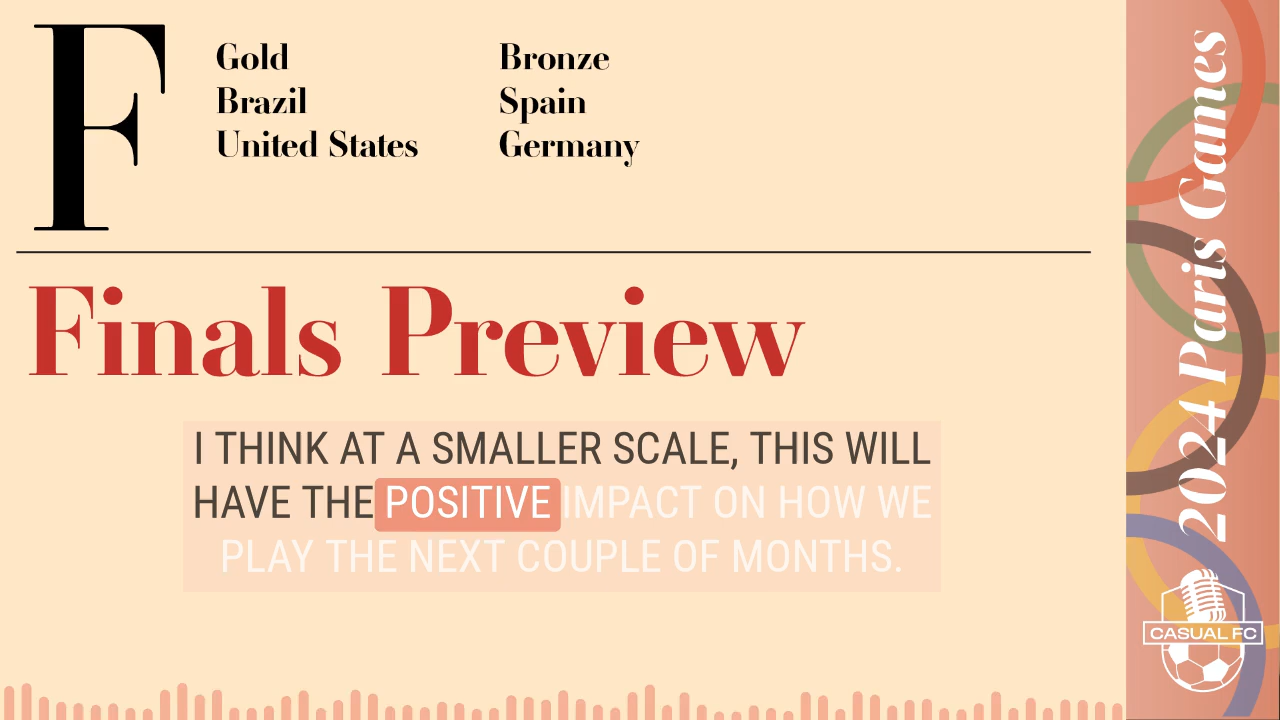 F
Gold
Brazil
United States
Bronze
Spain
Germany
Finals Preview
I THINK AT A SMALLER SCALE, THIS WILL
HAVE THE POSITIVE IMPACT ON HOW WE
PLAY THE NEXT COUPLE OF MONTHS.
2024 Paris Games
CASUAL FC